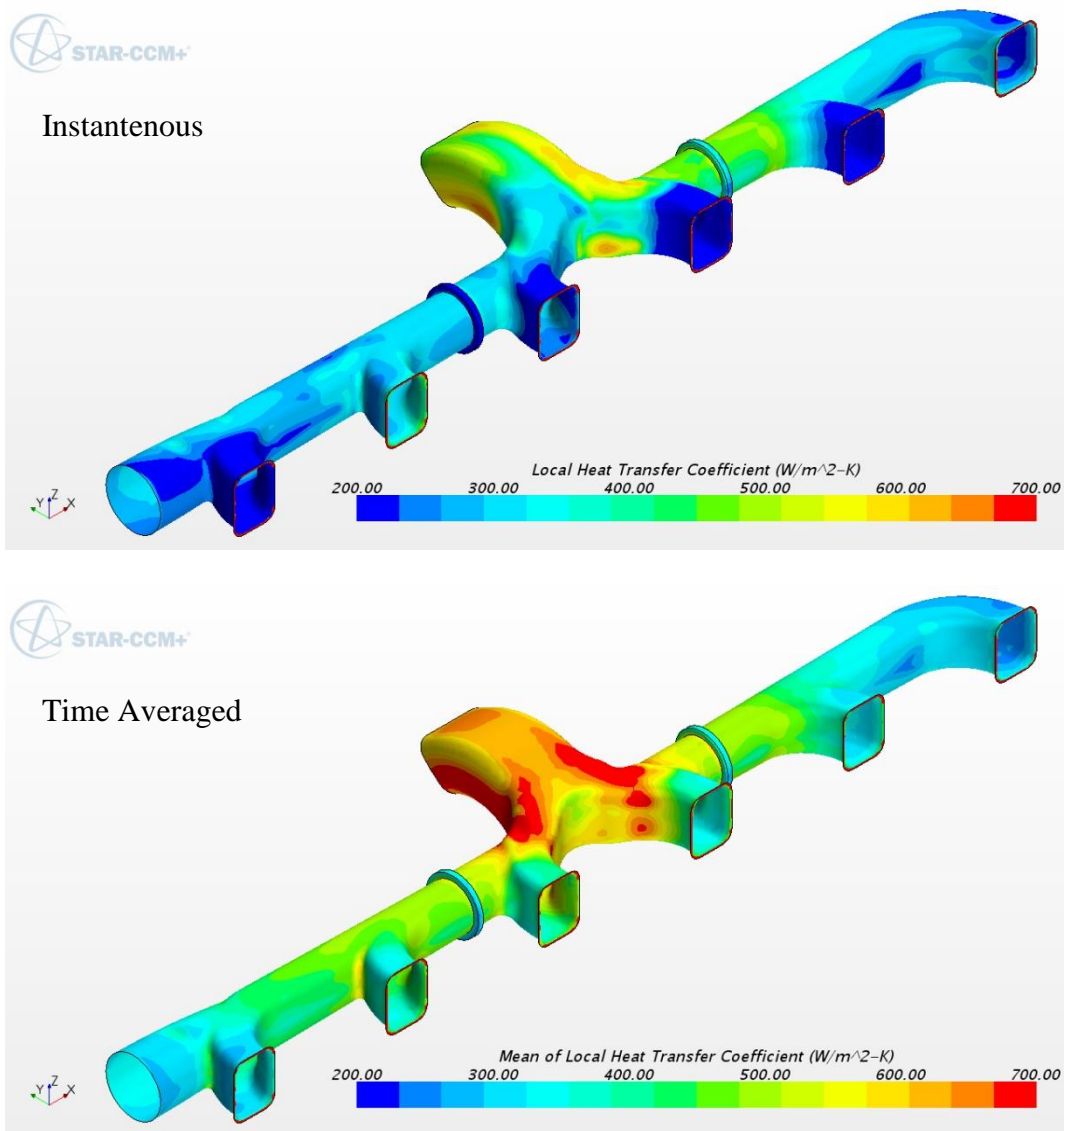 STAR-CCM+
Instantenous
Local Heat Transfer Coefficient (W/m^2-K)
200.00 300.00 400.00 500.00 600.00 700.00
Y Z X
STAR-CCM+
Time Averaged
Mean of Local Heat Transfer Coefficient (W/m^2-K)
200.00 300.00 400.00 500.00 600.00 700.00
Y Z X